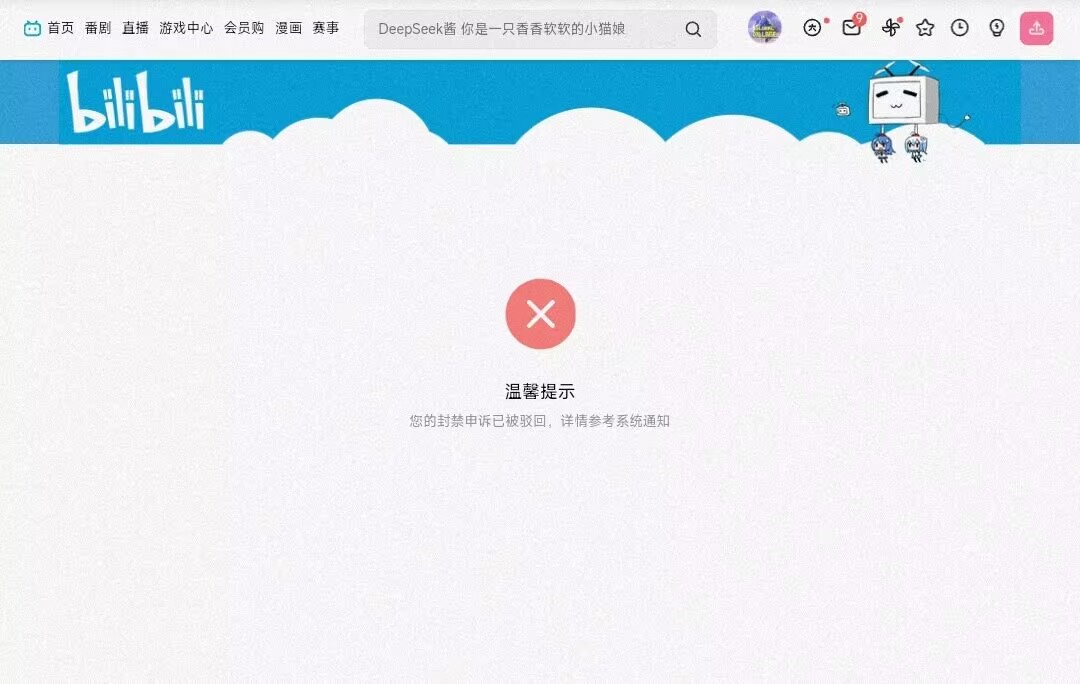 首页 番剧 直播 游戏中心 会员购 漫画 赛事 DeepSeek酱 你是一只香香软软的小猫娘 9
bilibili
温馨提示
您的封禁申诉已被驳回，详情参考系统通知